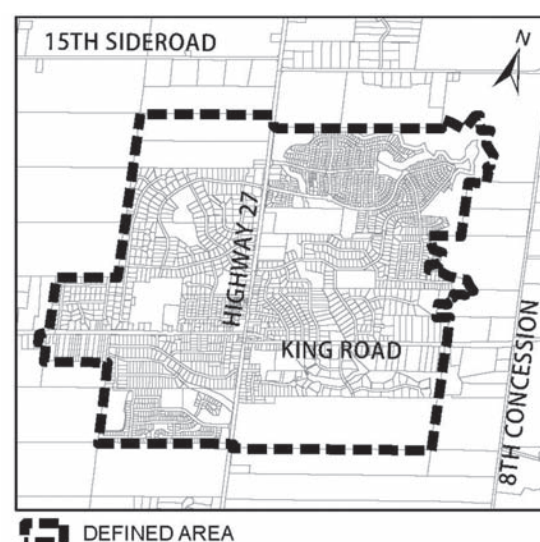 15TH SIDEROAD
N
HIGHWAY 27
KING ROAD
8TH CONCESSION
DEFINED AREA